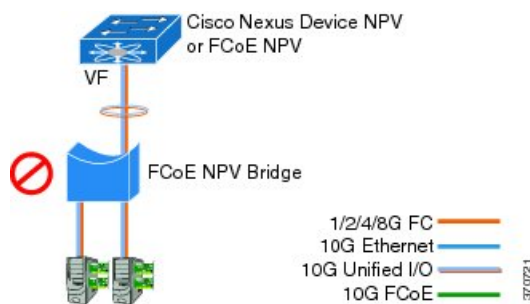 Cisco Nexus Device NPV
or FCoE NPV
VF
FCoE NPV Bridge
1/2/4/8G FC
10G Ethernet
10G Unified I/O
10G FCoE